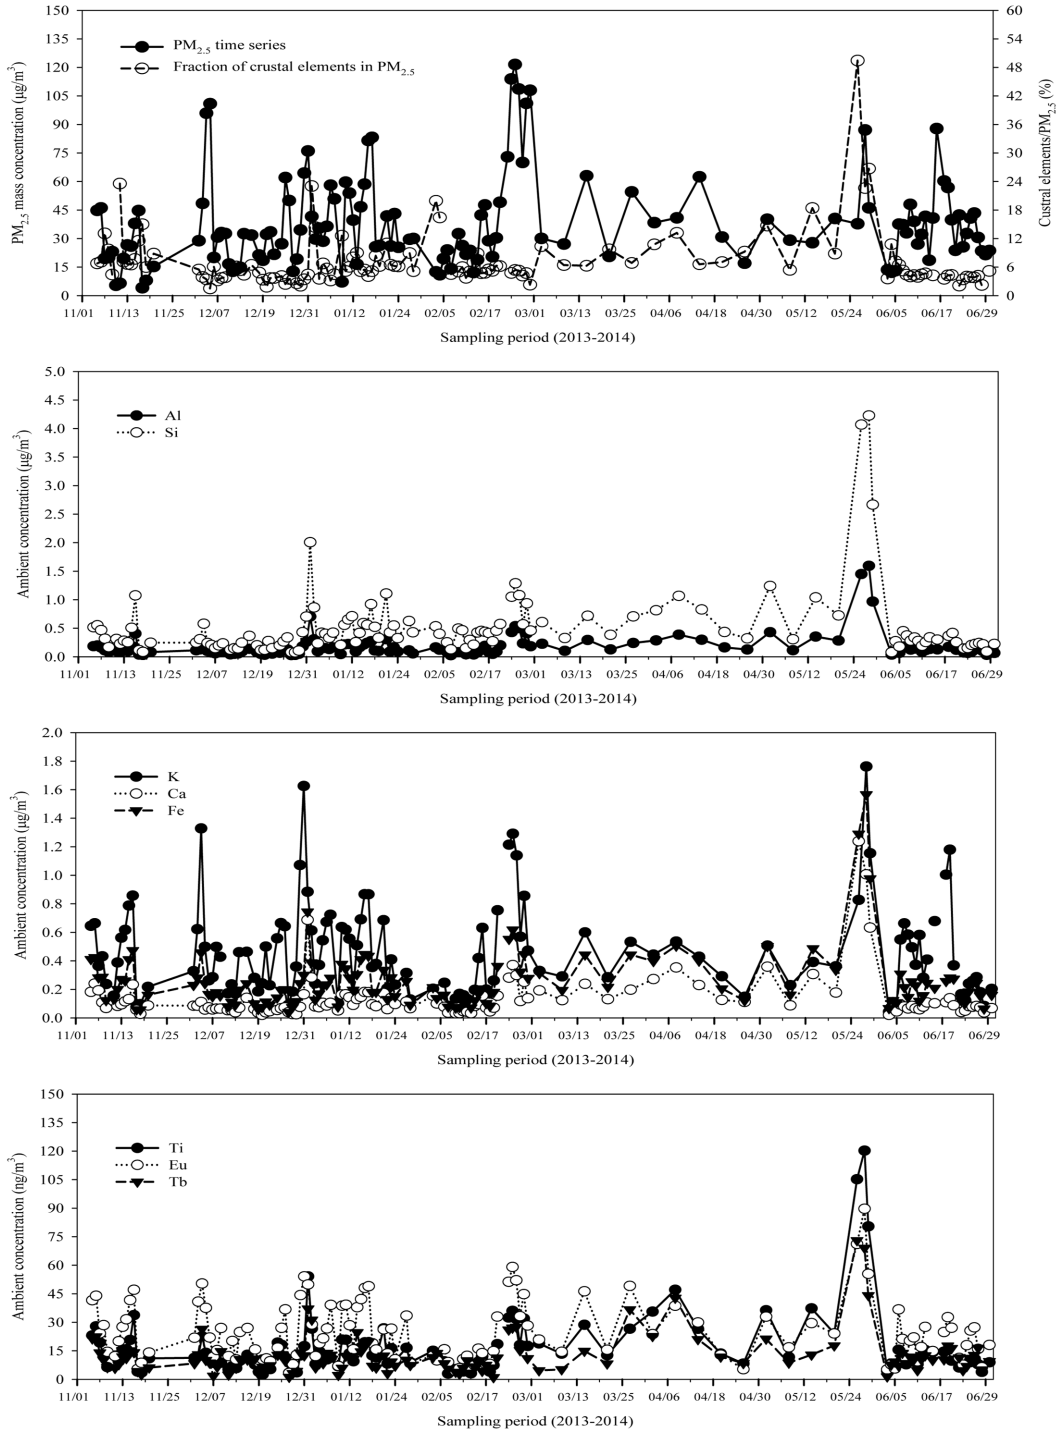 150 135 120 105 90 75 60 45 30 15 0
PM2.5 mass concentration (μg/m3)
PM2.5 time series
Fraction of crustal elements in PM2.5
60 54 48 42 36 30 24 18 12 6 0
Custral elements/PM2.5 (%)
11/01 11/13 11/25 12/07 12/19 12/31 01/12 01/24 02/05 02/17 03/01 03/13 03/25 04/06 04/18 04/30 05/12 05/24 06/05 06/17 06/29
Sampling period (2013-2014)
5.0 4.5 4.0 3.5 3.0 2.5 2.0 1.5 1.0 0.5 0.0
Ambient concentration (μg/m3)
Al
Si
11/01 11/13 11/25 12/07 12/19 12/31 01/12 01/24 02/05 02/17 03/01 03/13 03/25 04/06 04/18 04/30 05/12 05/24 06/05 06/17 06/29
Sampling period (2013-2014)
2.0 1.8 1.6 1.4 1.2 1.0 0.8 0.6 0.4 0.2 0.0
Ambient concentration (μg/m3)
K
Ca
Fe
11/01 11/13 11/25 12/07 12/19 12/31 01/12 01/24 02/05 02/17 03/01 03/13 03/25 04/06 04/18 04/30 05/12 05/24 06/05 06/17 06/29
Sampling period (2013-2014)
150 135 120 105 90 75 60 45 30 15 0
Ambient concentration (ng/m3)
Ti
Eu
Tb
11/01 11/13 11/25 12/07 12/19 12/31 01/12 01/24 02/05 02/17 03/01 03/13 03/25 04/06 04/18 04/30 05/12 05/24 06/05 06/17 06/29
Sampling period (2013-2014)